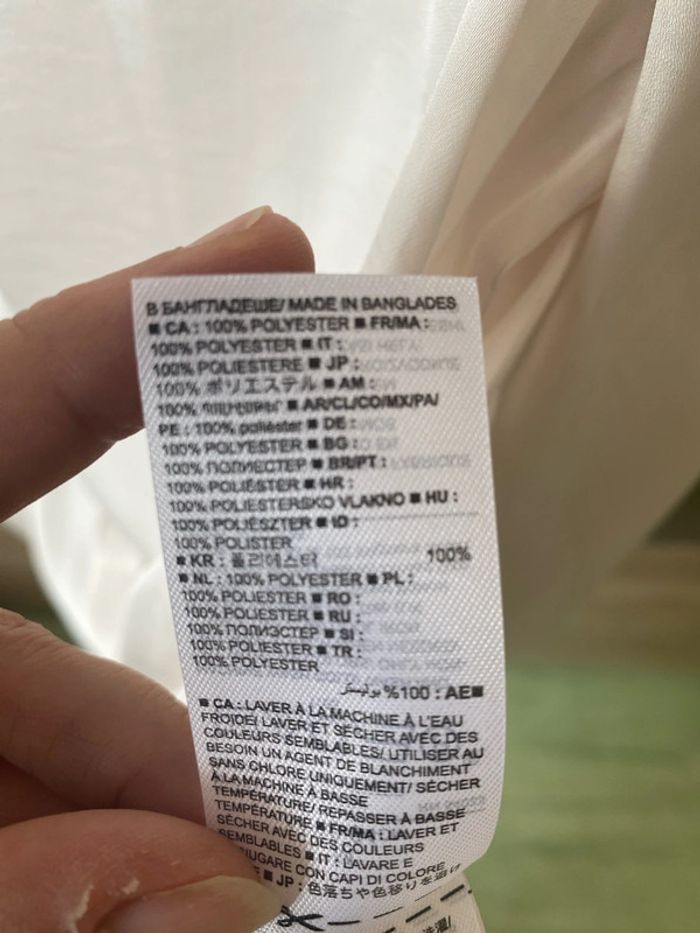 В БАНГЛАДЕШЕ/ MADE IN BANGLADES
■ CA : 100% POLYESTER ■ FR/MA :
100% POLYESTER ■ IT :
100% POLIESTERE ■ JP :
100% ポリエステル ■ AM :
100% ■ AR/CL/CO/MX/PA/
PE : 100% poliéster ■ DE :
100% POLYESTER ■ BG :
100% ПОЛИЕСТЕР ■ BR/PT :
100% POLIÉSTER ■ HR :
100% POLIESTERSKO VLAKNO ■ HU :
100% POLIÉSZTER ■ ID :
100% POLISTER
■ KR : 폴리에스터 100%
■ NL : 100% POLYESTER ■ PL :
100% POLIESTER ■ RO :
100% POLIESTER ■ RU :
100% ПОЛИЭСТЕР ■ SI :
100% POLIESTER ■ TR :
100% POLYESTER
■AE : 100% بوليستر
■ CA : LAVER À LA MACHINE À L'EAU
FROIDE/ LAVER ET SÉCHER AVEC DES
COULEURS SEMBLABLES/ UTILISER AU
BESOIN UN AGENT DE BLANCHIMENT
SANS CHLORE UNIQUEMENT/ SÉCHER
À LA MACHINE À BASSE
TEMPÉRATURE/ REPASSER À BASSE
TEMPÉRATURE ■ FR/MA : LAVER ET
SÉCHER AVEC DES COULEURS
SEMBLABLES ■ IT : LAVARE E
CON CAPI DI COLORE
■ JP : 色落ちや色移りを避け